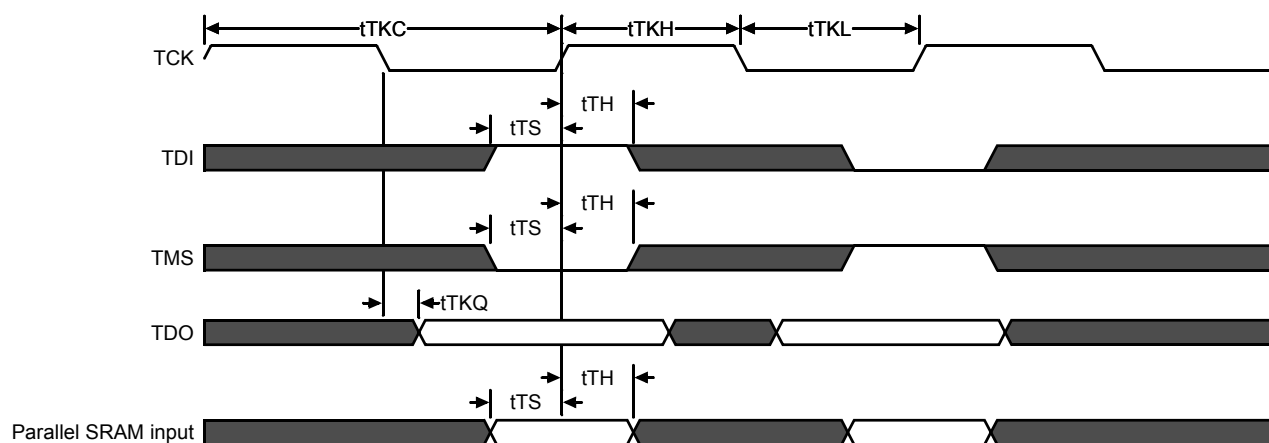 tTKC tTKH tTKL
TCK
tTH
tTS
TDI
tTH
tTS
TMS
tTKQ
TDO
tTH
tTS
Parallel SRAM input